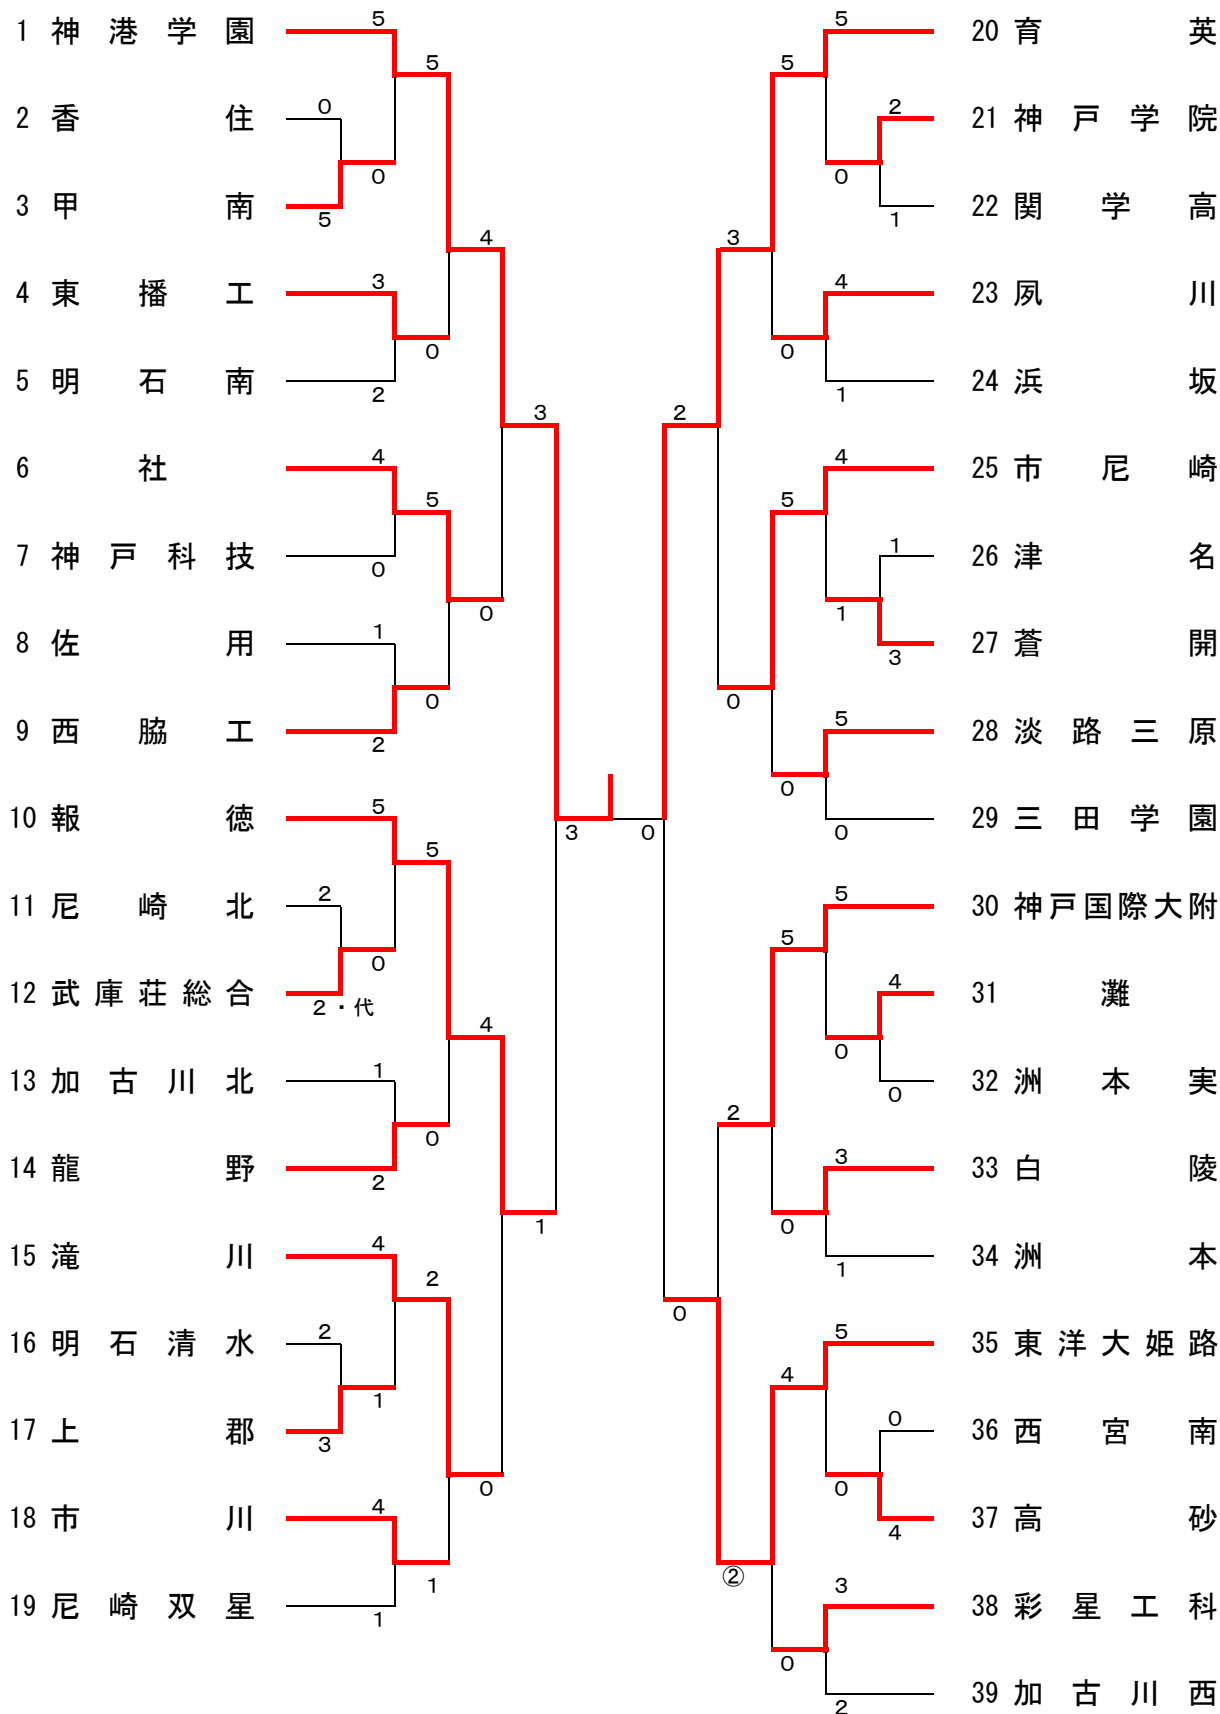 5 5
1 神港学園 20 育英
5 5
0 2
2 香住 21 神戸学院
0 0
3 甲南 22 関学高
5 1
4 3
3 4
4 東播工 23 夙川
0 0
5 明石南 24 浜坂
2 1
3 2
4 4
6 社 25 市尼崎
5 5
7 神戸科技 1 26 津名
0
0 1
1
8 佐用 27 蒼開
3
0 0
5
9 西脇工 28 淡路三原
2
0
5
10 報徳 29 三田学園
3 0 0
5
2 5
11 尼崎北 30 神戸国際大附
5
0
4
12 武庫荘総合 31 灘
2・代
4
0
1
13 加古川北 32 洲本実
0
2
0
3
14 龍野 33 白陵
2
1 0
4
15 滝川 34 洲本
1
2
0
2 5
16 明石清水 35 東洋大姫路
4
1
0
17 上郡 36 西宮南
3
0 0
4
18 市川 37 高砂
4
1 ②
3
19 尼崎双星 38 彩星工科
1
0
39 加古川西
2